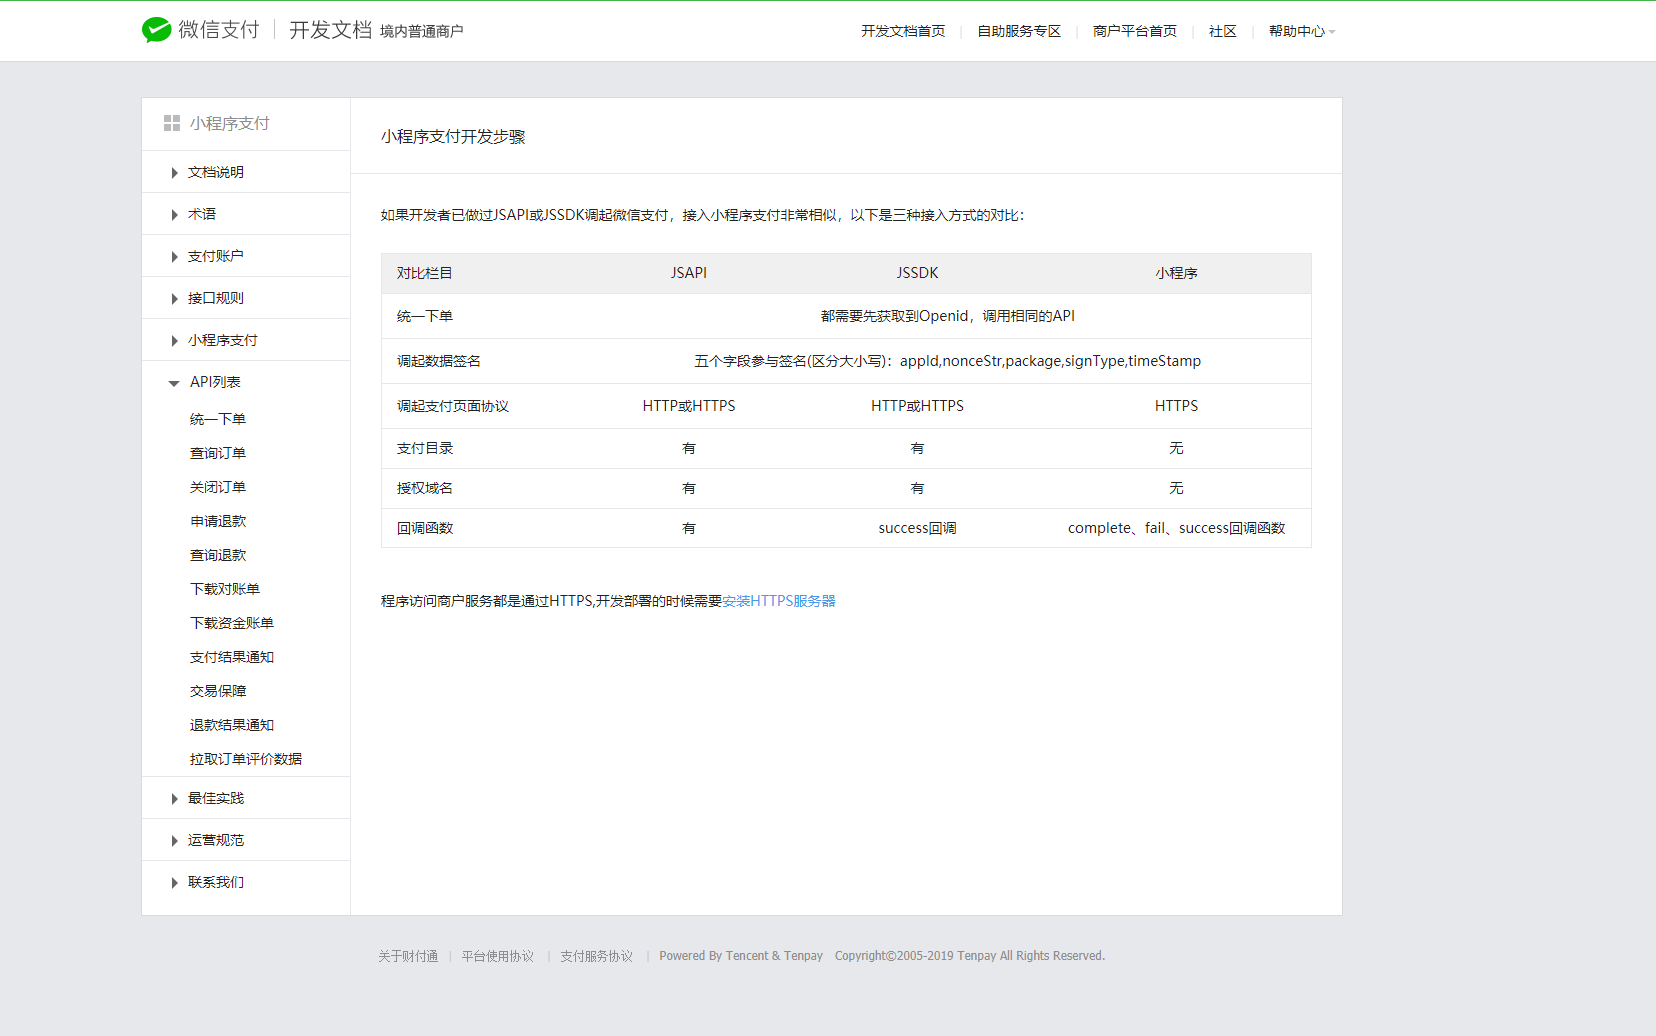 微信支付 开发文档 境内普通商户
开发文档首页 自助服务专区 商户平台首页 社区 帮助中心
小程序支付
文档说明
术语
支付账户
接口规则
小程序支付
API列表
统一下单
查询订单
关闭订单
申请退款
查询退款
下载对账单
下载资金账单
支付结果通知
交易保障
退款结果通知
拉取订单评价数据
最佳实践
运营规范
联系我们
小程序支付开发步骤
如果开发者已做过JSAPI或JSSDK调起微信支付，接入小程序支付非常相似，以下是三种接入方式的对比：
对比栏目 JSAPI JSSDK 小程序
统一下单 都需要先获取到Openid，调用相同的API
调起数据签名 五个字段参与签名(区分大小写)：appId,nonceStr,package,signType,timeStamp
调起支付页面协议 HTTP或HTTPS HTTP或HTTPS HTTPS
支付目录 有 有 无
授权域名 有 有 无
回调函数 有 success回调 complete、fail、success回调函数
程序访问商户服务都是通过HTTPS,开发部署的时候需要安装HTTPS服务器
关于财付通 平台使用协议 支付服务协议 Powered By Tencent & Tenpay Copyright©2005-2019 Tenpay All Rights Reserved.